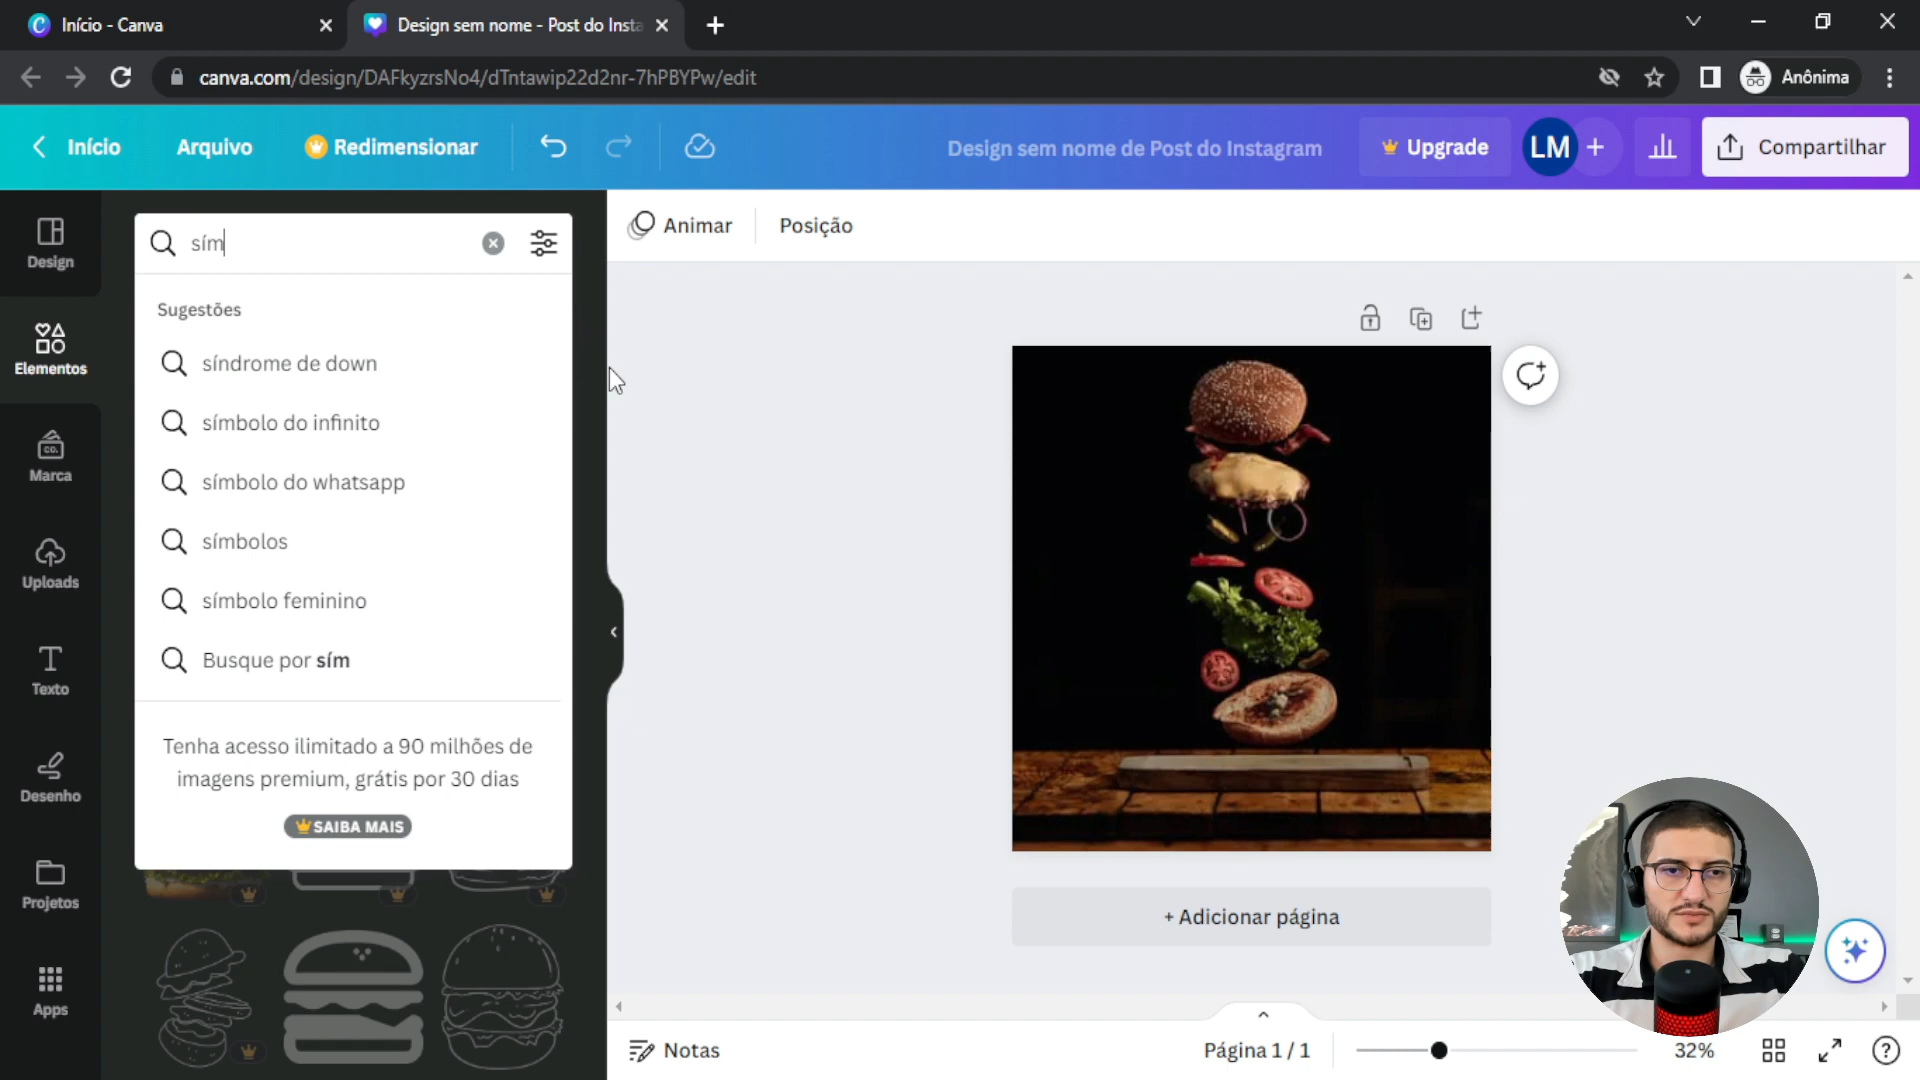 Início - Canva
Design sem nome - Post do Insta
canva.com/design/DAFkyzrsNo4/dTntawip22d2nr-7hPBYPw/edit
Anônima
Início
Arquivo
Redimensionar
Design sem nome de Post do Instagram
Upgrade
LM
Compartilhar
Design
Elementos
CO.
Marca
Uploads
Texto
Desenho
Projetos
Apps
sím
Sugestões
síndrome de down
símbolo do infinito
símbolo do whatsapp
símbolos
símbolo feminino
Busque por sím
Tenha acesso ilimitado a 90 milhões de
imagens premium, grátis por 30 dias
SAIBA MAIS
Animar
Posição
+ Adicionar página
Notas
Página 1 / 1
32%